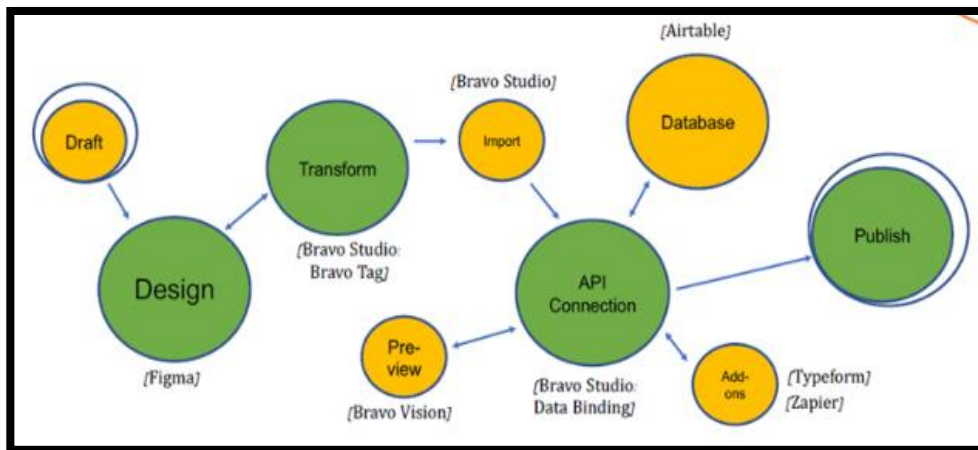 [Airtable]
[Bravo Studio]
Draft
Import
Database
Transform
[Bravo Studio:
Bravo Tag]
Design
[Figma]
API
Connection
Publish
Pre-
view
[Bravo Vision]
[Bravo Studio:
Data Binding]
Add-
ons
[Typeform]
[Zapier]